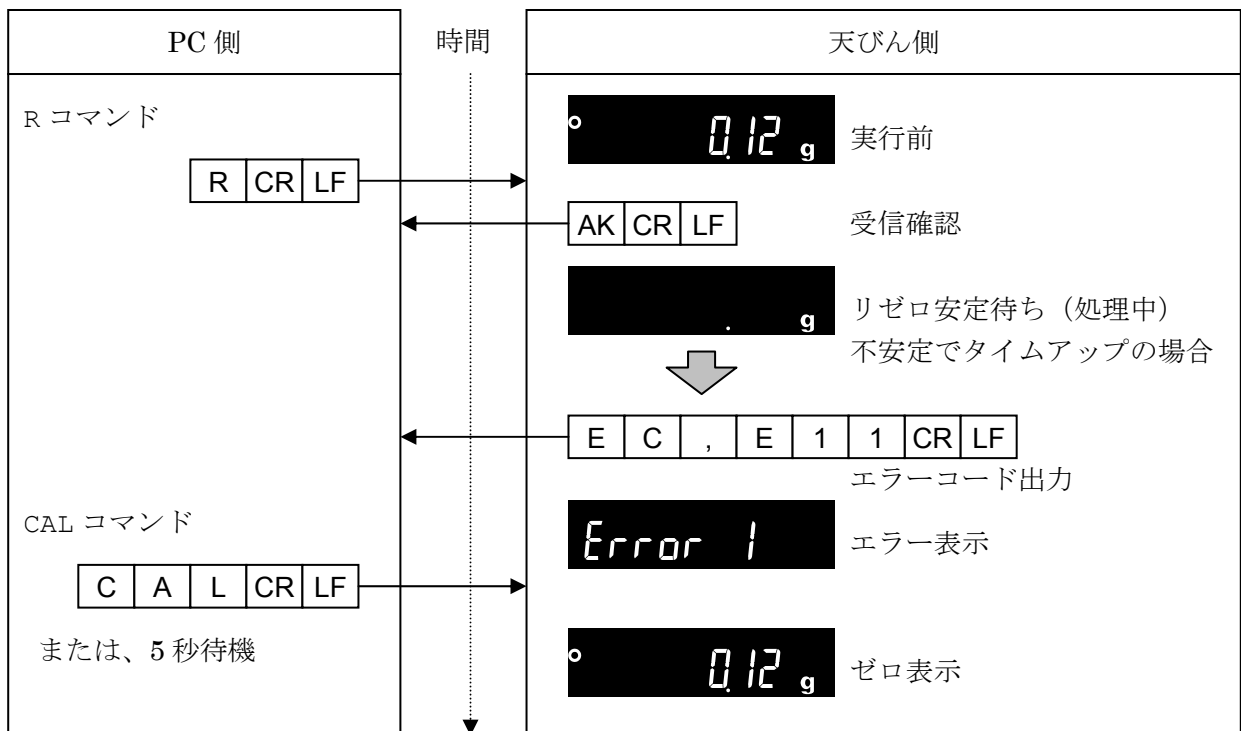 PC 側 時間 天びん側
R コマンド
0.12 g 実行前
R CR LF
AK CR LF 受信確認
. g リゼロ安定待ち（処理中）
不安定でタイムアップの場合
E C , E 1 1 CR LF
エラーコード出力
CAL コマンド
Error 1 エラー表示
C A L CR LF
または、5 秒待機
0.12 g ゼロ表示